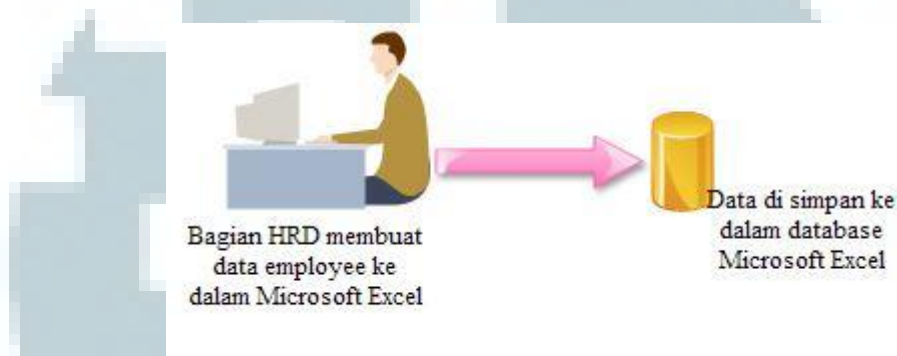 Bagian HRD membuat
data employee ke
dalam Microsoft Excel
Data di simpan ke
dalam database
Microsoft Excel